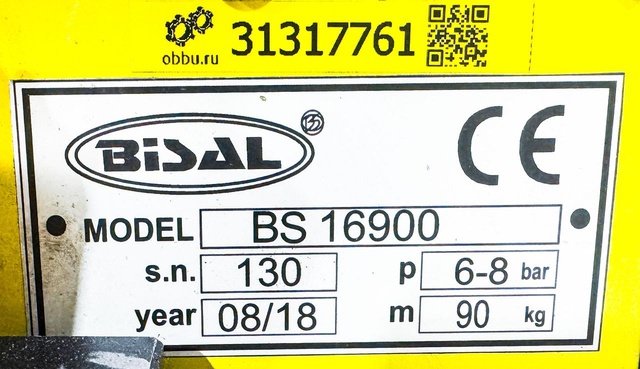 31317761
obbu.ru
BiSAL
CE
MODEL BS 16900
s.n. 130 p 6-8 bar
year 08/18 m 90 kg